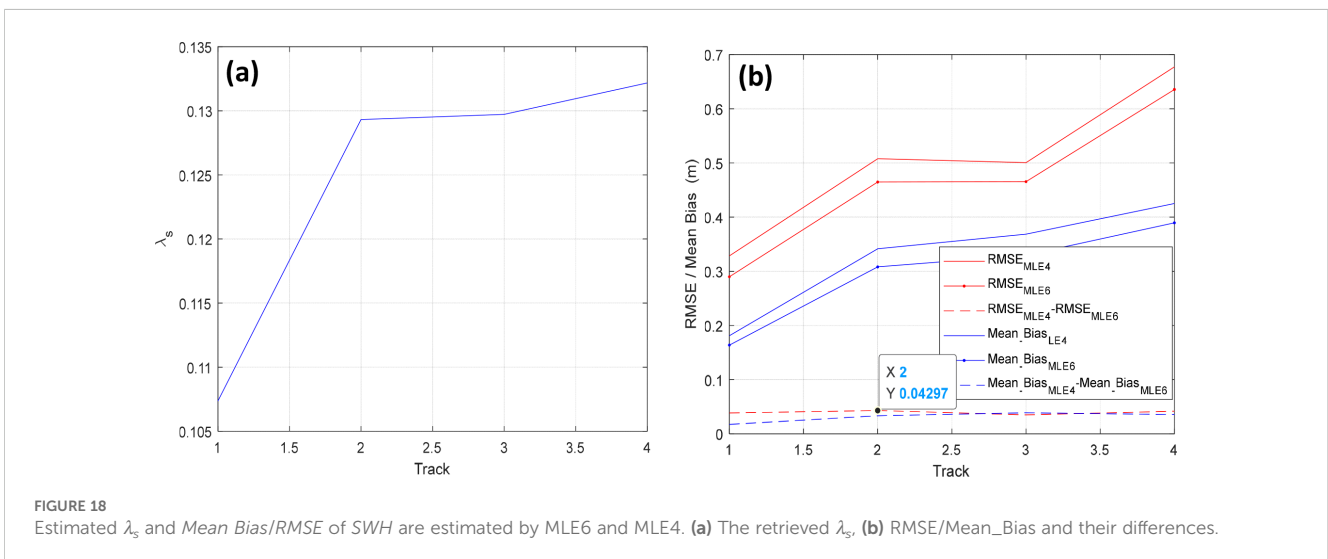 (a)
0.135
0.13
0.125
0.12
0.115
0.11
0.105
λs
1 1.5 2 2.5 3 3.5 4
Track
(b)
0.7
0.6
0.5
0.4
0.3
0.2
0.1
0
RMSE / Mean Bias (m)
RMSEMLE4
RMSEMLE6
RMSEMLE4-RMSEMLE6
Mean_BiasLE4
Mean_BiasMLE6
Mean_BiasMLE4-Mean_BiasMLE6
X 2
Y 0.04297
1 1.5 2 2.5 3 3.5 4
Track
FIGURE 18
Estimated λs and Mean Bias/RMSE of SWH are estimated by MLE6 and MLE4. (a) The retrieved λs, (b) RMSE/Mean_Bias and their differences.